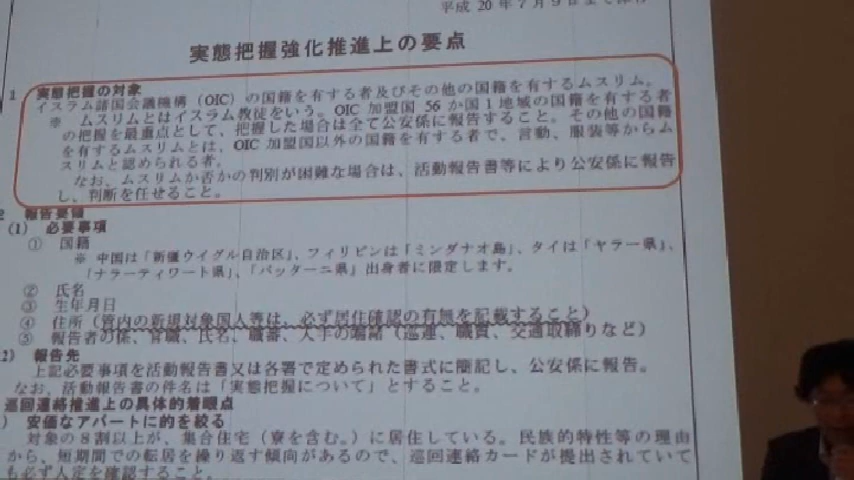 平成 20 年 7 月 9 日まで保存
実態把握強化推進上の要点
1 実態把握の対象
イスラム諸国会議機構（OIC）の国籍を有する者及びその他の国籍を有するムスリム。
※ ムスリムとはイスラム教徒をいう。OIC 加盟国 56 か国 1 地域の国籍を有する者
の把握を最重点として、把握した場合は全て公安係に報告すること。その他の国籍
を有するムスリムとは、OIC 加盟国以外の国籍を有する者で、言動、服装等からム
スリムと認められる者。
なお、ムスリムか否かの判別が困難な場合は、活動報告書等により公安係に報告
し、判断を任せること。
2 報告要領
(1) 必要事項
① 国籍
※ 中国は「新疆ウイグル自治区」、フィリピンは「ミンダナオ島」、タイは「ヤラー県」、
「ナラーティワート県」、「パッターニ県」出身者に限定します。
② 氏名
③ 生年月日
④ 住所（管内の新規対象国人等は、必ず居住確認の有無を記載すること）
⑤ 報告者の係、官職、氏名、職番、入手の端緒（巡連、職質、交通取締りなど）
2) 報告先
上記必要事項を活動報告書又は各署で定められた書式に簡記し、公安係に報告。
なお、活動報告書の件名は「実態把握について」とすること。
巡回連絡推進上の具体的着眼点
) 安価なアパートに的を絞る
対象の 8 割以上が、集合住宅（寮を含む。）に居住している。民族的特性等の理由
から、短期間での転居を繰り返す傾向があるので、巡回連絡カードが提出されていて
も必ず人定を確認すること。